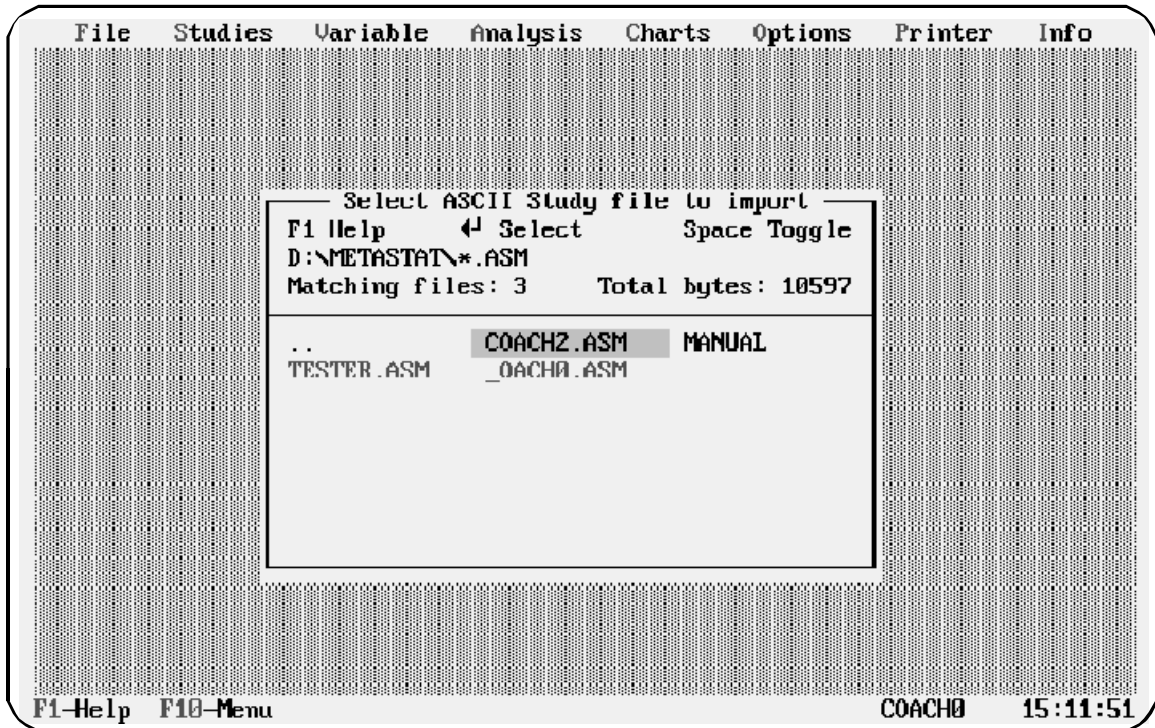 File Studies Variable Analysis Charts Options Printer Info
Select ASCII Study file to import
F1 Help ↵ Select Space Toggle
D:\METASTAT\*.ASM
Matching files: 3 Total bytes: 10597
.. COACH2.ASM MANUAL
TESTER.ASM _OACH0.ASM
F1-Help F10-Menu COACH0 15:11:51